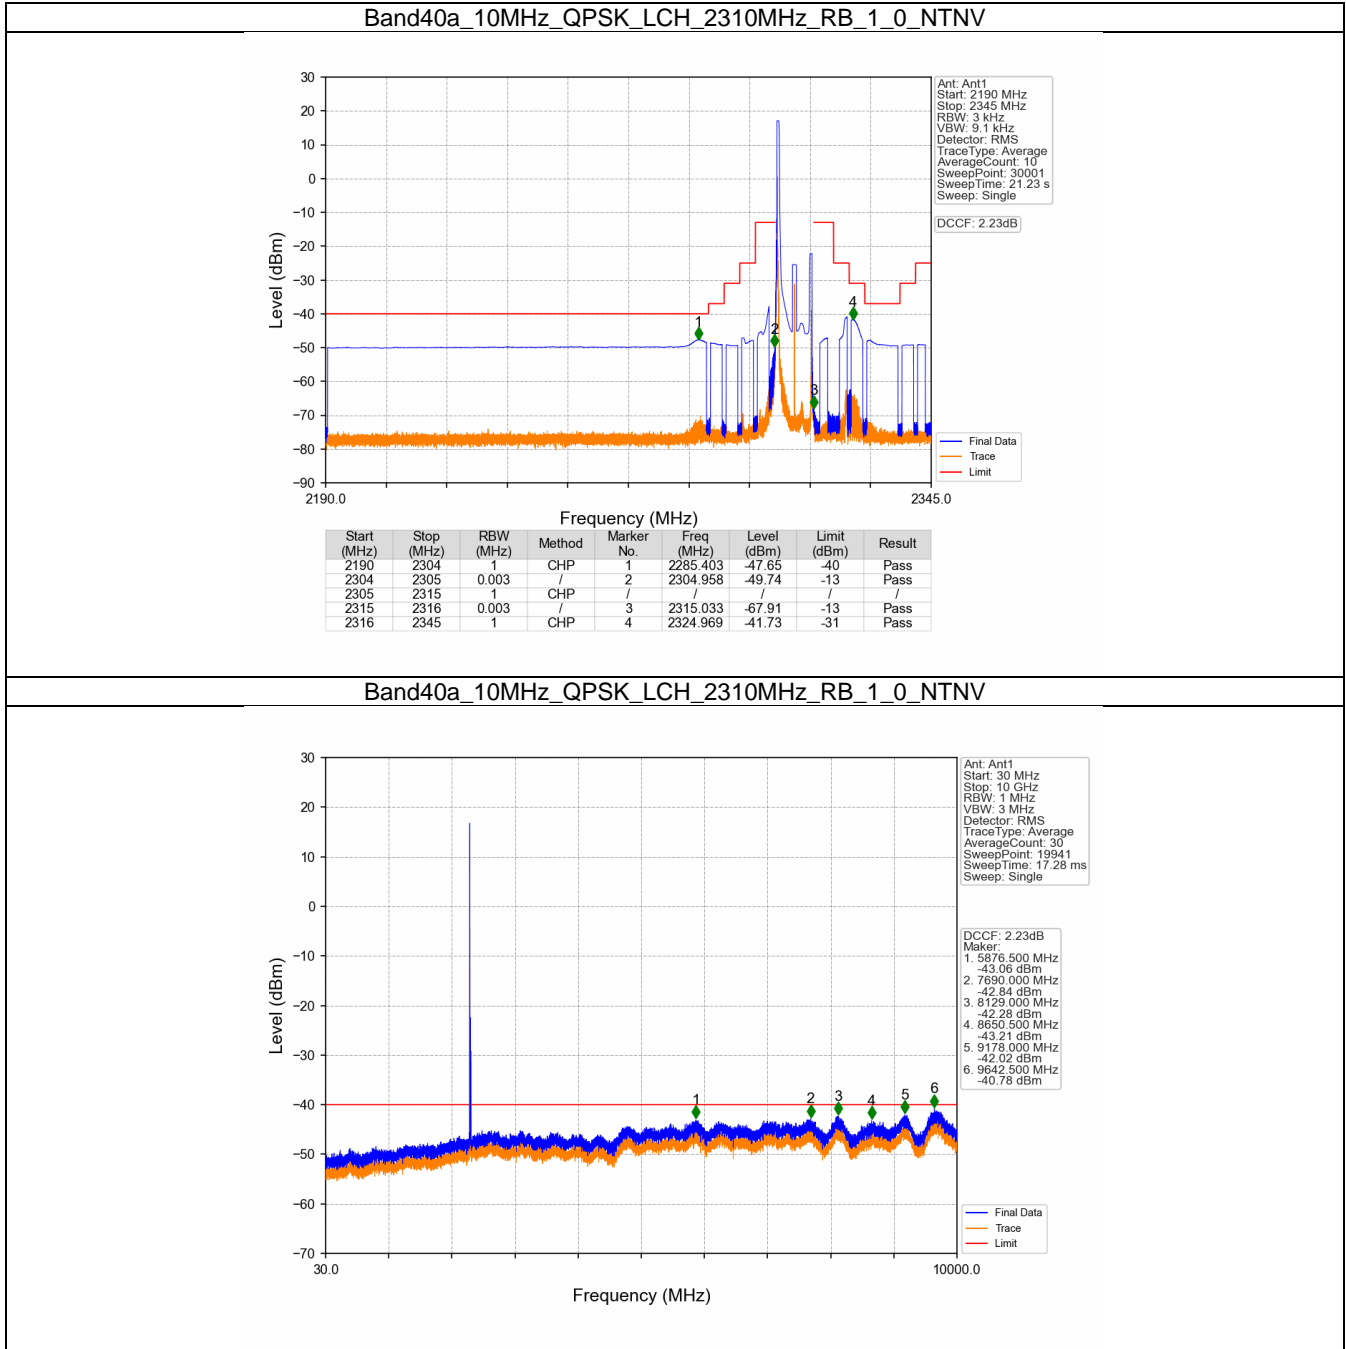 Band40a_10MHz_QPSK_LCH_2310MHz_RB_1_0_NTNV
30
20
10
0
−10
−20
−30
−40
−50
−60
−70
−80
−90
Level (dBm)
1
2
3
4
2190.0
2345.0
Frequency (MHz)
Ant: Ant1
Start: 2190 MHz
Stop: 2345 MHz
RBW: 3 kHz
VBW: 9.1 kHz
Detector: RMS
TraceType: Average
AverageCount: 10
SweepPoint: 30001
SweepTime: 21.23 s
Sweep: Single
DCCF: 2.23dB
Final Data
Trace
Limit
Start (MHz) Stop (MHz) RBW (MHz) Method Marker No. Freq (MHz) Level (dBm) Limit (dBm) Result
2190 2304 1 CHP 1 2285.403 -47.65 -40 Pass
2304 2305 0.003 / 2 2304.958 -49.74 -13 Pass
2305 2315 1 CHP / / / / /
2315 2316 0.003 / 3 2315.033 -67.91 -13 Pass
2316 2345 1 CHP 4 2324.969 -41.73 -31 Pass
Band40a_10MHz_QPSK_LCH_2310MHz_RB_1_0_NTNV
30
20
10
0
−10
−20
−30
−40
−50
−60
−70
Level (dBm)
1
2
3
4
5
6
30.0
10000.0
Frequency (MHz)
Ant: Ant1
Start: 30 MHz
Stop: 10 GHz
RBW: 1 MHz
VBW: 3 MHz
Detector: RMS
TraceType: Average
AverageCount: 30
SweepPoint: 19941
SweepTime: 17.28 ms
Sweep: Single
DCCF: 2.23dB
Maker:
1. 5876.500 MHz
-43.06 dBm
2. 7690.000 MHz
-42.84 dBm
3. 8129.000 MHz
-42.28 dBm
4. 8650.500 MHz
-43.21 dBm
5. 9178.000 MHz
-42.02 dBm
6. 9642.500 MHz
-40.78 dBm
Final Data
Trace
Limit